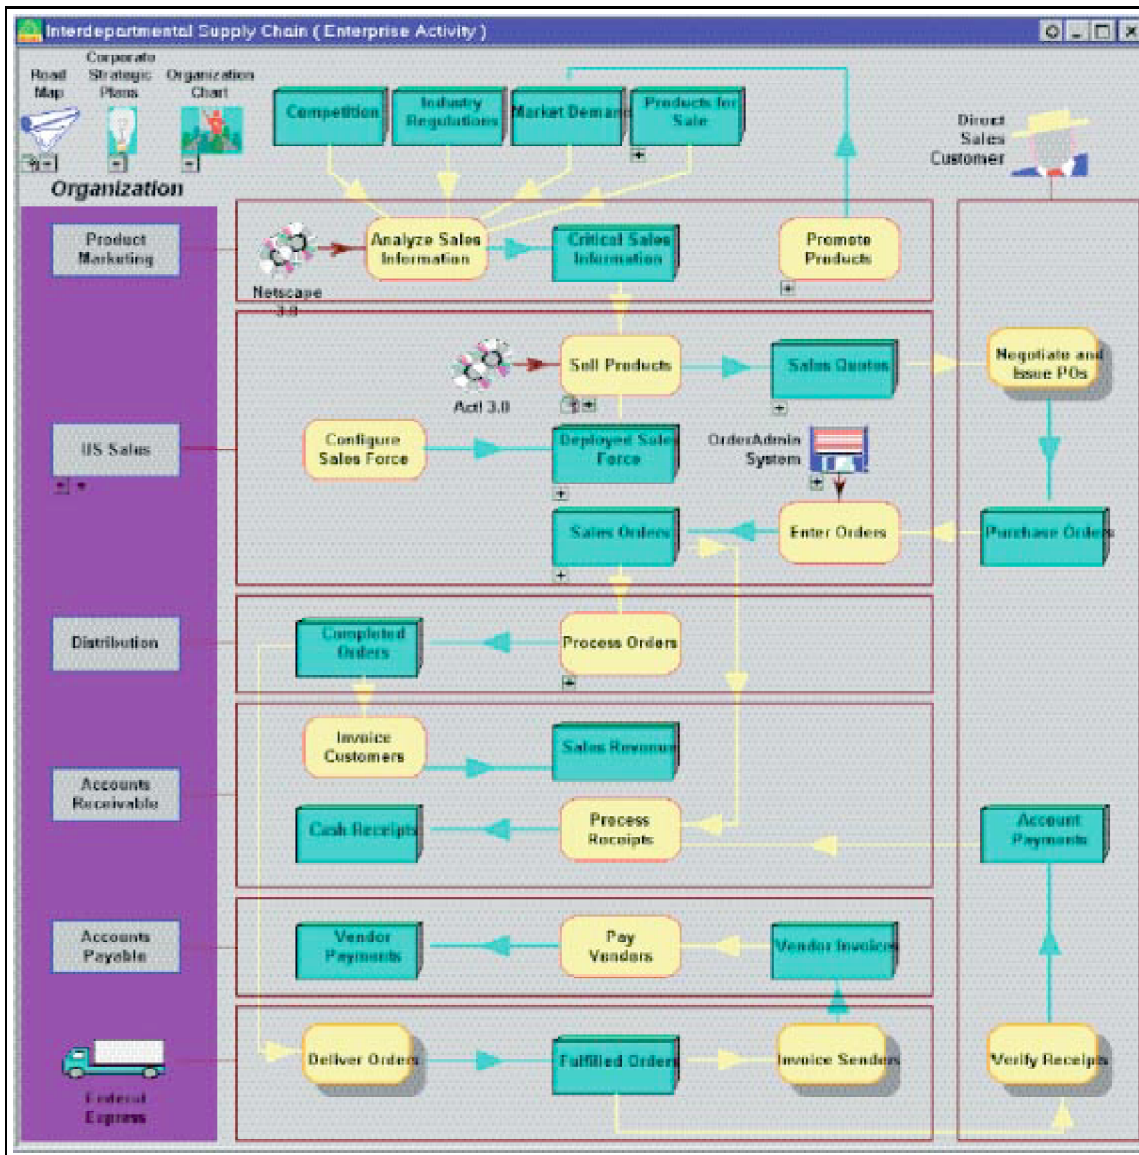 Interdepartmental Supply Chain ( Enterprise Activity )
Road
Map
Corporate
Strategic
Plans
Organization
Chart
Competition
Industry
Regulations
Market Demand
Products for
Sale
Direct
Sales
Customer
Organization
Product
Marketing
Netscape
3.0
Analyze Sales
Information
Critical Sales
Information
Promote
Products
US Sales
Act! 3.0
Sell Products
Sales Quotes
Negotiate and
Issue POs
Configure
Sales Force
Deployed Sales
Force
OrderAdmin
System
Sales Orders
Enter Orders
Purchase Orders
Distribution
Completed
Orders
Process Orders
Accounts
Receivable
Invoice
Customers
Sales Revenue
Cash Receipts
Process
Receipts
Account
Payments
Accounts
Payable
Vendor
Payments
Pay
Vendors
Vendor Invoices
Federal
Express
Deliver Orders
Fulfilled Orders
Invoice Senders
Verify Receipts